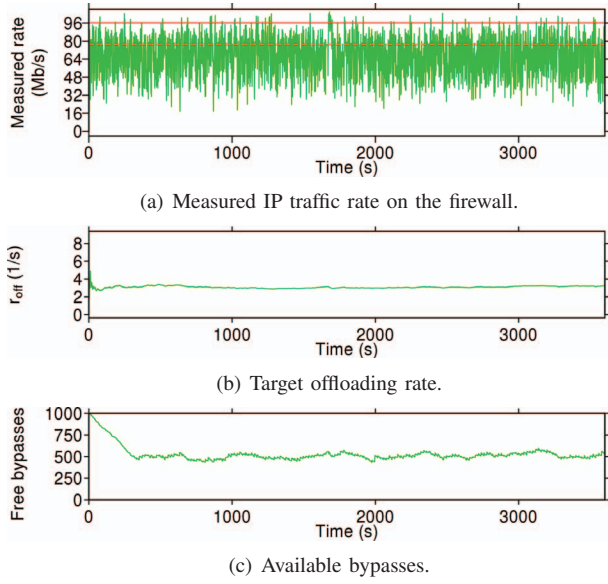 Measured rate
(Mb/s)
96
80
64
48
32
16
0
0 1000 2000 3000
Time (s)
(a) Measured IP traffic rate on the firewall.
r_off (1/s)
8
6
4
2
0
0 1000 2000 3000
Time (s)
(b) Target offloading rate.
Free bypasses
1000
750
500
250
0
0 1000 2000 3000
Time (s)
(c) Available bypasses.